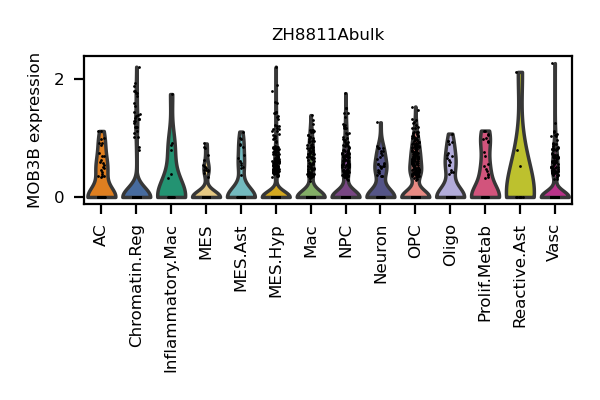 ZH8811Abulk
MOB3B expression
2
0
AC
Chromatin.Reg
Inflammatory.Mac
MES
MES.Ast
MES.Hyp
Mac
NPC
Neuron
OPC
Oligo
Prolif.Metab
Reactive.Ast
Vasc